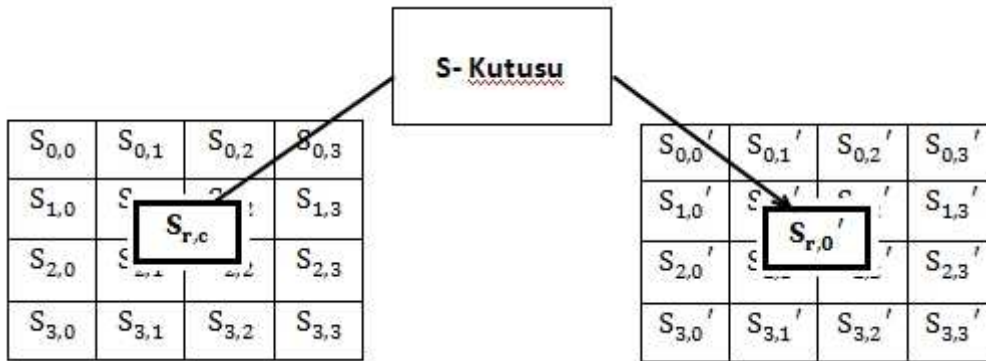 S- Kutusu
S0,0 S0,1 S0,2 S0,3
S1,0 S1,3
Sr,c
S2,0 S2,3
S3,0 S3,1 S3,2 S3,3
S0,0′ S0,1′ S0,2′ S0,3′
S1,0′ S1,3′
Sr,0′
S2,0′ S2,3′
S3,0′ S3,1′ S3,2′ S3,3′